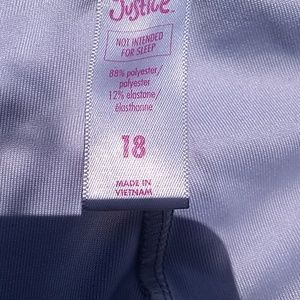 Justice
NOT INTENDED
FOR SLEEP
88% polyester/
polyester
12% elastane/
élasthanne
18
MADE IN
VIETNAM